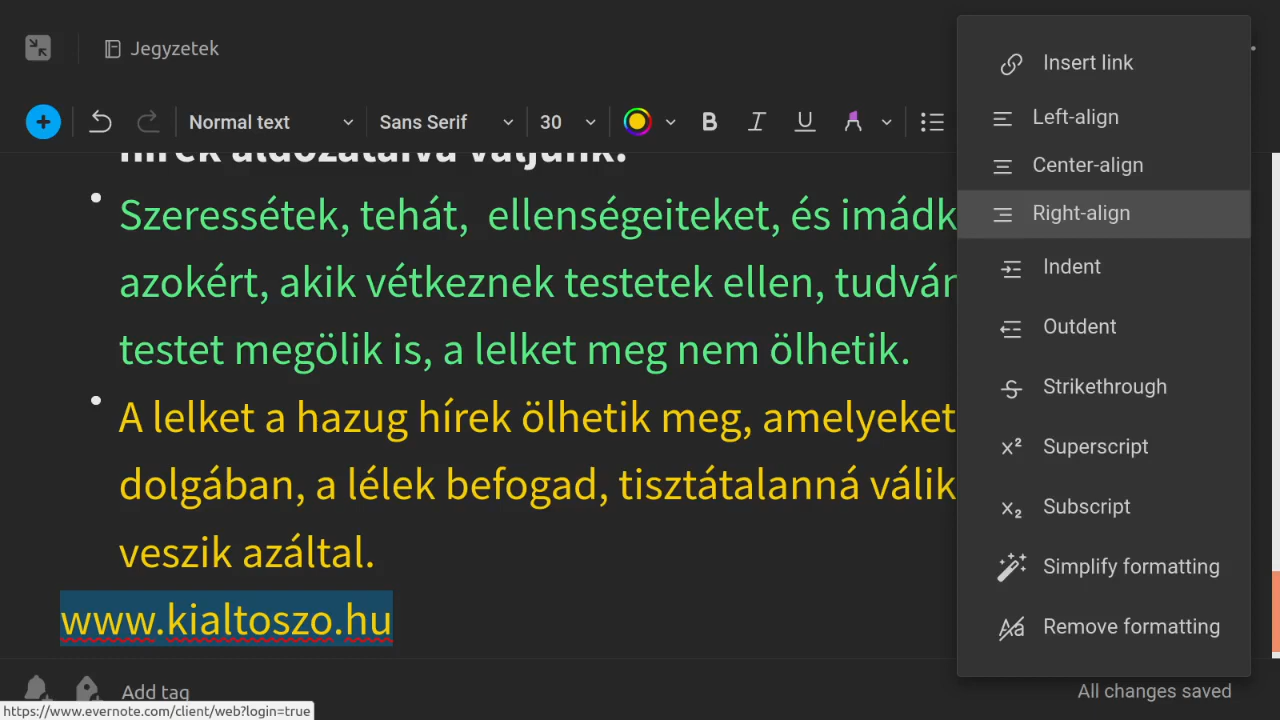 Jegyzetek
Normal text
Sans Serif
30
hírek áldozatáivá váljunk.
Szeressétek, tehát, ellenségeiteket, és imádk
azokért, akik vétkeznek testetek ellen, tudván
testet megölik is, a lelket meg nem ölhetik.
A lelket a hazug hírek ölhetik meg, amelyeket
dolgában, a lélek befogad, tisztátalanná válik
veszik azáltal.
www.kialtoszo.hu
Insert link
Left-align
Center-align
Right-align
Indent
Outdent
Strikethrough
Superscript
Subscript
Simplify formatting
Remove formatting
Add tag
All changes saved
https://www.evernote.com/client/web?login=true